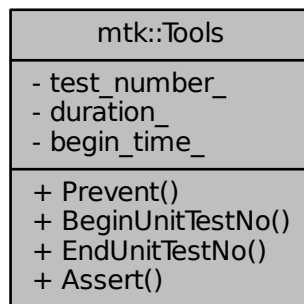 mtk::Tools
- test_number_
- duration_
- begin_time_
+ Prevent()
+ BeginUnitTestNo()
+ EndUnitTestNo()
+ Assert()